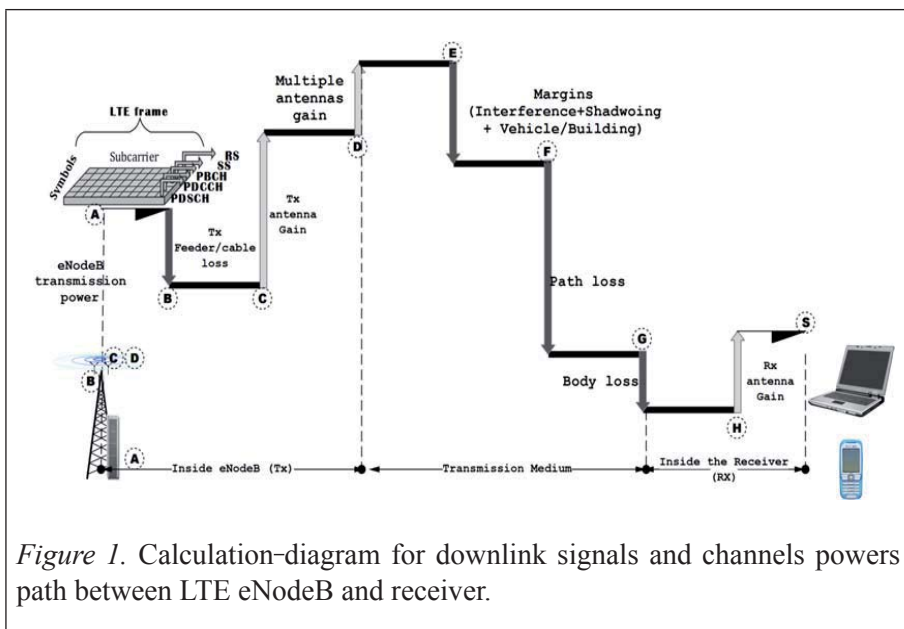 E
Multiple
antennas
gain
Margins
(Interference+Shadwoing
+ Vehicle/Building)
LTE frame
Symbols
Subcarrier
RS
SS
PBCH
PDCCH
PDSCH
D
F
A
Tx
antenna
Gain
Tx
Feeder/cable
loss
eNodeB
transmission
power
B
C
Path loss
G
S
Body loss
Rx
antenna
Gain
H
C
D
B
A
Inside eNodeB (Tx)
Transmission Medium
Inside the Receiver
(RX)
Figure 1. Calculation-diagram for downlink signals and channels powers
path between LTE eNodeB and receiver.